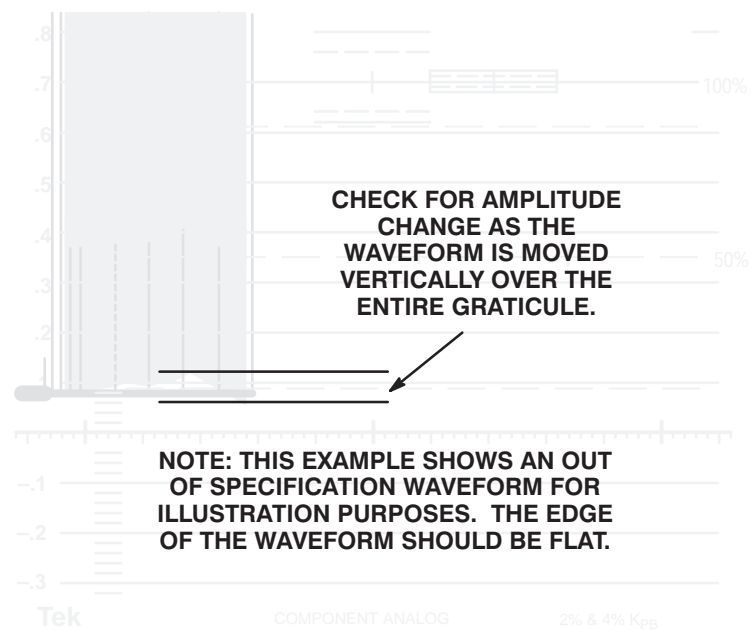 .8
.7
100%
.6
.5
CHECK FOR AMPLITUDE
CHANGE AS THE
WAVEFORM IS MOVED
VERTICALLY OVER THE
ENTIRE GRATICULE.
.4
50%
.3
.2
NOTE: THIS EXAMPLE SHOWS AN OUT
OF SPECIFICATION WAVEFORM FOR
ILLUSTRATION PURPOSES. THE EDGE
OF THE WAVEFORM SHOULD BE FLAT.
–.1
–.2
–.3
Tek COMPONENT ANALOG 2% & 4% KPB